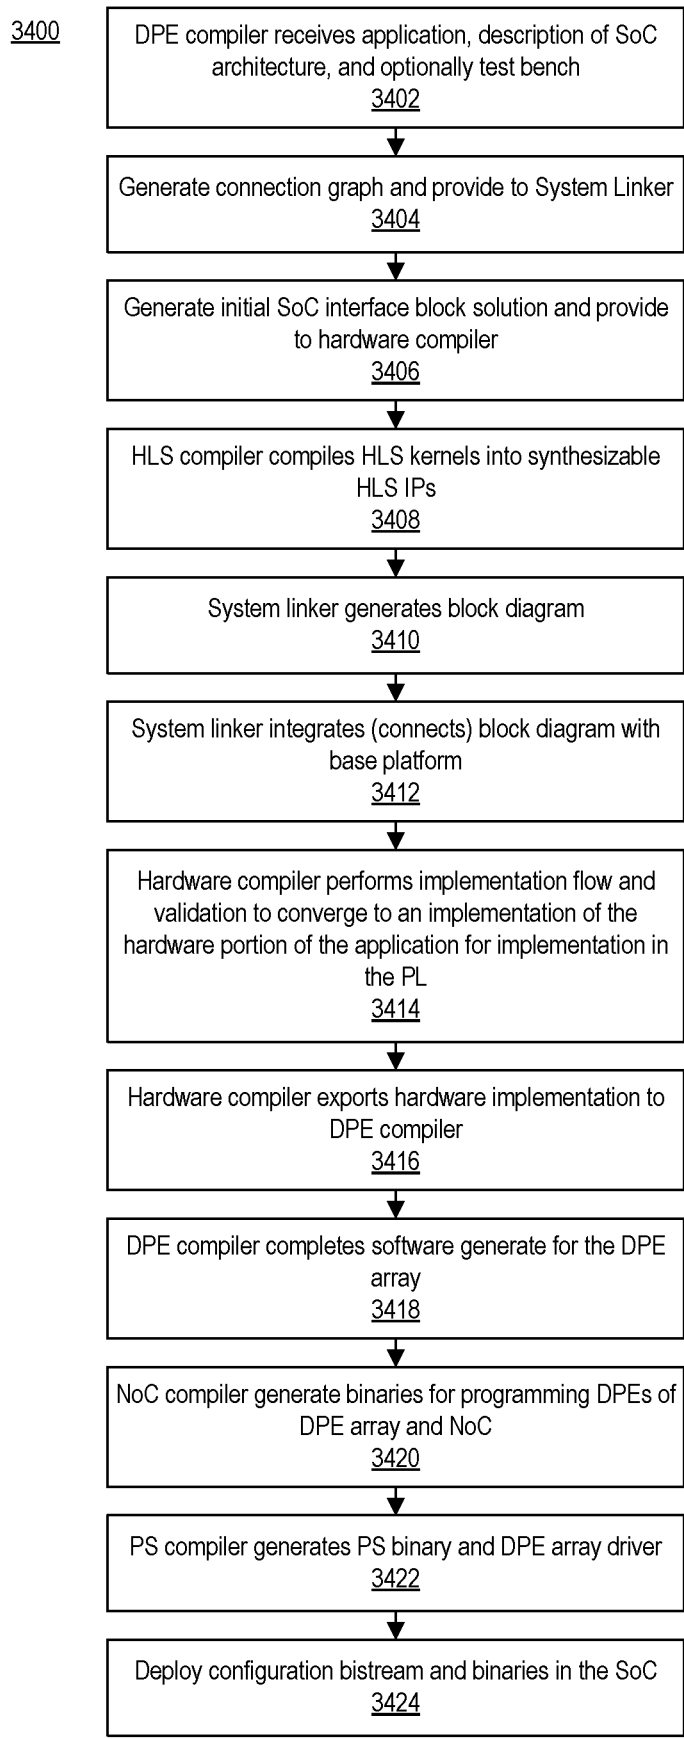 3400
DPE compiler receives application, description of SoC
architecture, and optionally test bench
3402
Generate connection graph and provide to System Linker
3404
Generate initial SoC interface block solution and provide
to hardware compiler
3406
HLS compiler compiles HLS kernels into synthesizable
HLS IPs
3408
System linker generates block diagram
3410
System linker integrates (connects) block diagram with
base platform
3412
Hardware compiler performs implementation flow and
validation to converge to an implementation of the
hardware portion of the application for implementation in
the PL
3414
Hardware compiler exports hardware implementation to
DPE compiler
3416
DPE compiler completes software generate for the DPE
array
3418
NoC compiler generate binaries for programming DPEs of
DPE array and NoC
3420
PS compiler generates PS binary and DPE array driver
3422
Deploy configuration bistream and binaries in the SoC
3424